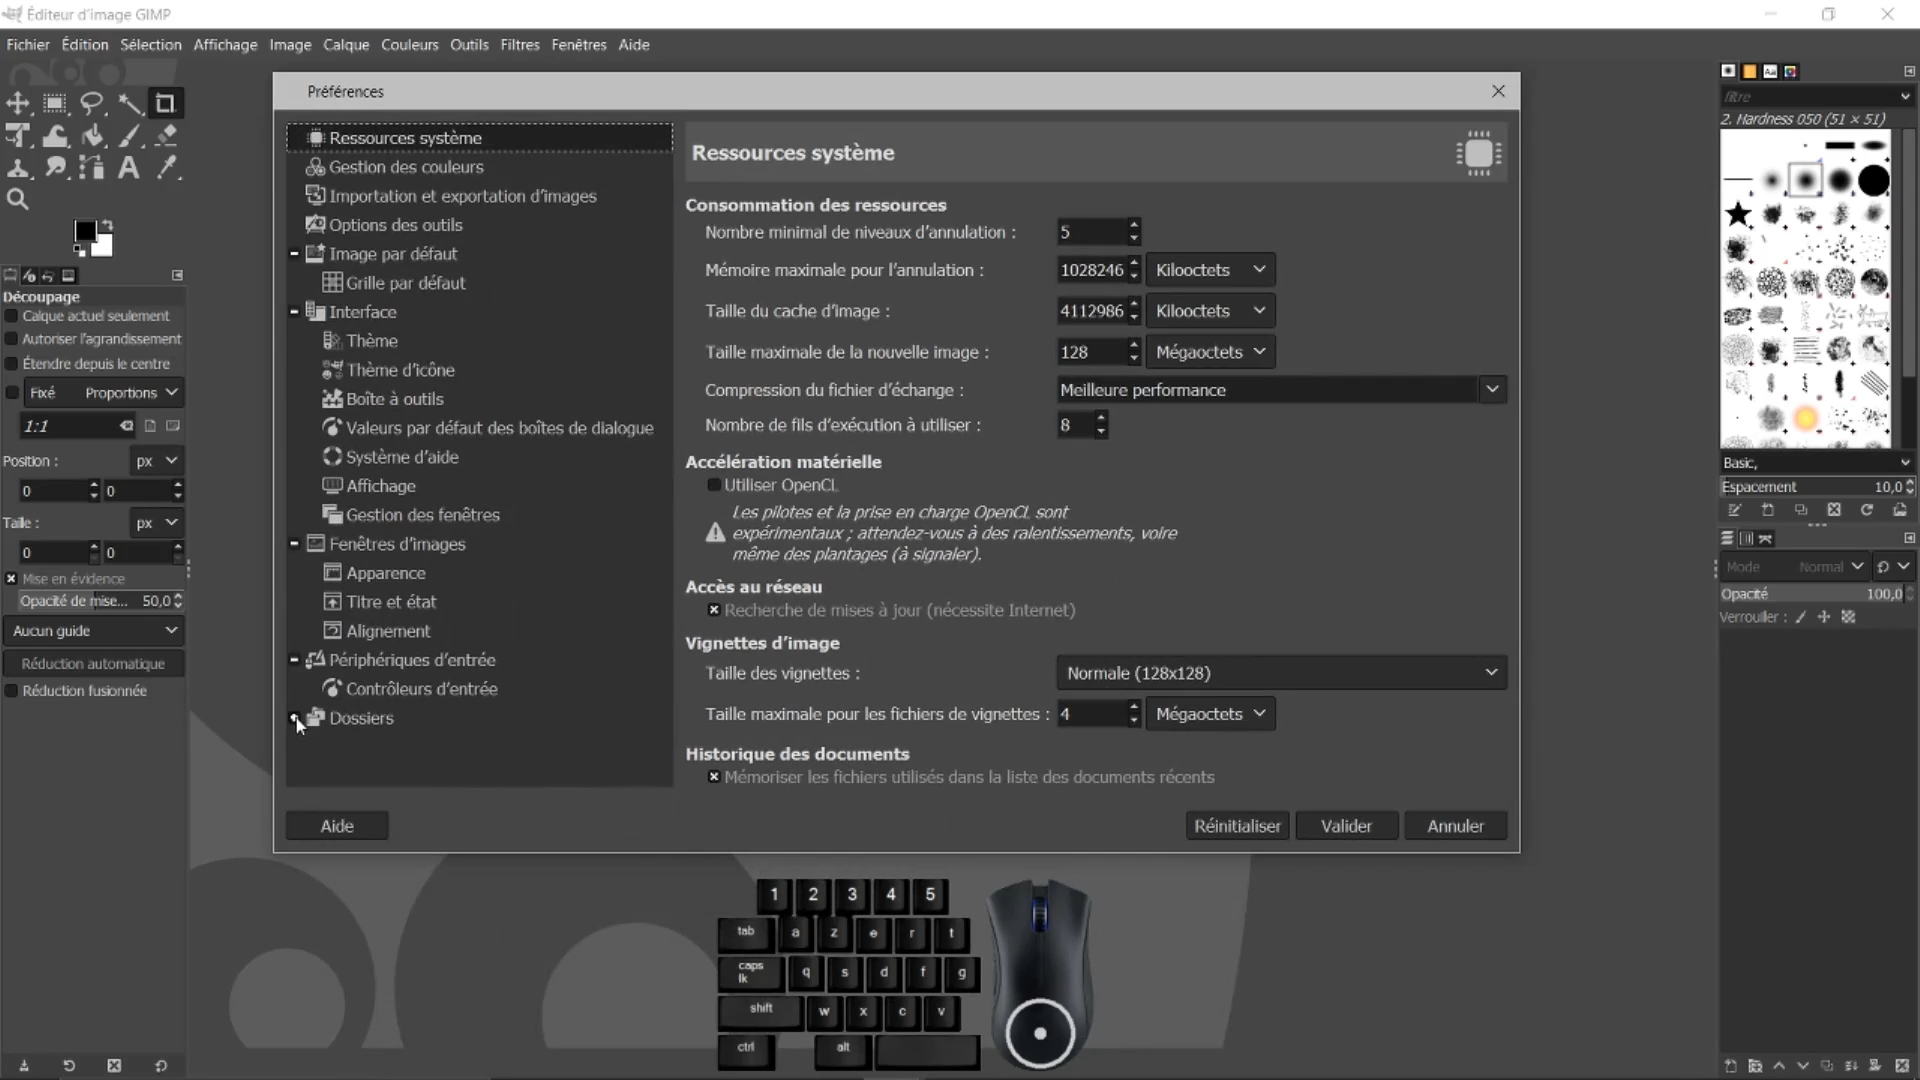 Éditeur d'image GIMP
Fichier Édition Sélection Affichage Image Calque Couleurs Outils Filtres Fenêtres Aide
Découpage
Calque actuel seulement
Autoriser l'agrandissement
Étendre depuis le centre
Fixé Proportions
1:1
Position : px
0 0
Taille : px
0 0
Mise en évidence
Opacité de mise... 50,0
Aucun guide
Réduction automatique
Réduction fusionnée
Préférences
Ressources système
Gestion des couleurs
Importation et exportation d'images
Options des outils
Image par défaut
Grille par défaut
Interface
Thème
Thème d'icône
Boîte à outils
Valeurs par défaut des boîtes de dialogue
Système d'aide
Affichage
Gestion des fenêtres
Fenêtres d'images
Apparence
Titre et état
Alignement
Périphériques d'entrée
Contrôleurs d'entrée
Dossiers
Ressources système
Consommation des ressources
Nombre minimal de niveaux d'annulation : 5
Mémoire maximale pour l'annulation : 1028246 Kilooctets
Taille du cache d'image : 4112986 Kilooctets
Taille maximale de la nouvelle image : 128 Mégaoctets
Compression du fichier d'échange : Meilleure performance
Nombre de fils d'exécution à utiliser : 8
Accélération matérielle
Utiliser OpenCL
Les pilotes et la prise en charge OpenCL sont
expérimentaux ; attendez-vous à des ralentissements, voire
même des plantages (à signaler).
Accès au réseau
Recherche de mises à jour (nécessite Internet)
Vignettes d'image
Taille des vignettes : Normale (128x128)
Taille maximale pour les fichiers de vignettes : 4 Mégaoctets
Historique des documents
Mémoriser les fichiers utilisés dans la liste des documents récents
Aide Réinitialiser Valider Annuler
filtre
2. Hardness 050 (51 × 51)
Basic,
Espacement 10,0
Mode Normal
Opacité 100,0
Verrouiller :
1 2 3 4 5
tab a z e r t
caps
lk q s d f g
shift w x c v
ctrl alt